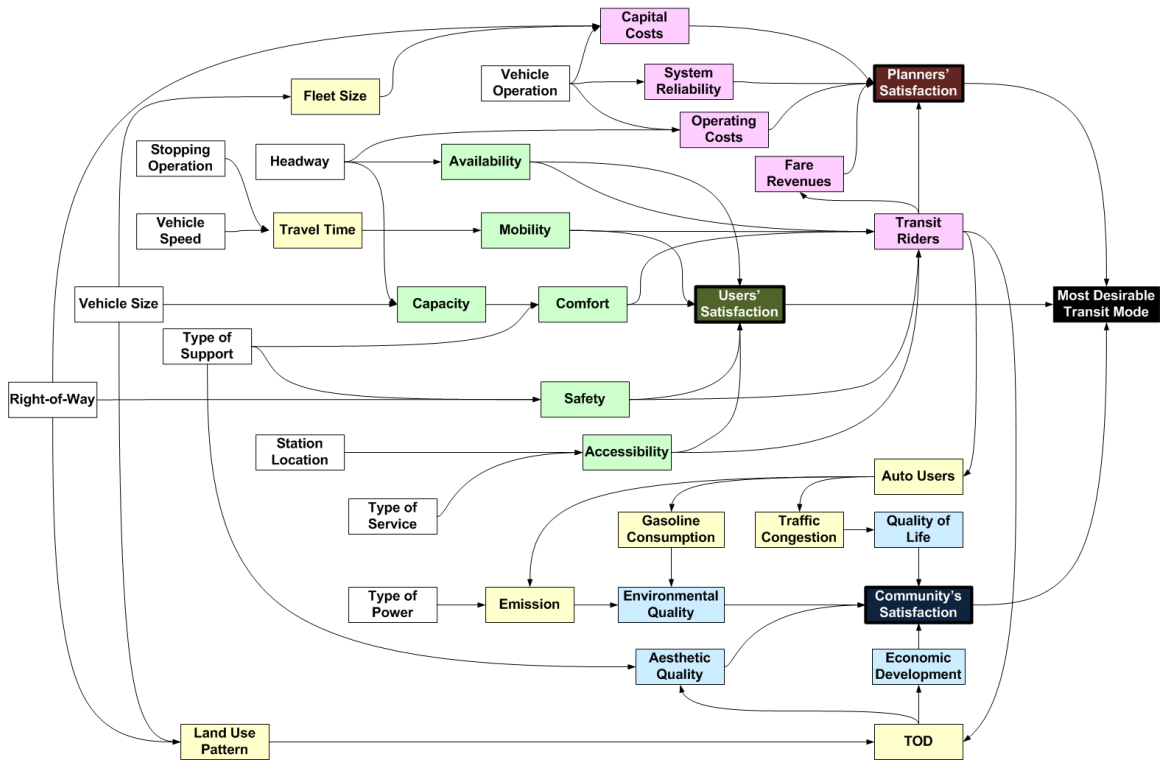 Capital
Costs
Vehicle
Operation
System
Reliability
Planners'
Satisfaction
Fleet Size
Operating
Costs
Stopping
Operation
Headway
Availability
Fare
Revenues
Vehicle
Speed
Travel Time
Mobility
Transit
Riders
Vehicle Size
Capacity
Comfort
Users'
Satisfaction
Most Desirable
Transit Mode
Type of
Support
Right-of-Way
Safety
Station
Location
Accessibility
Auto Users
Type of
Service
Gasoline
Consumption
Traffic
Congestion
Quality of
Life
Type of
Power
Emission
Environmental
Quality
Community's
Satisfaction
Aesthetic
Quality
Economic
Development
Land Use
Pattern
TOD